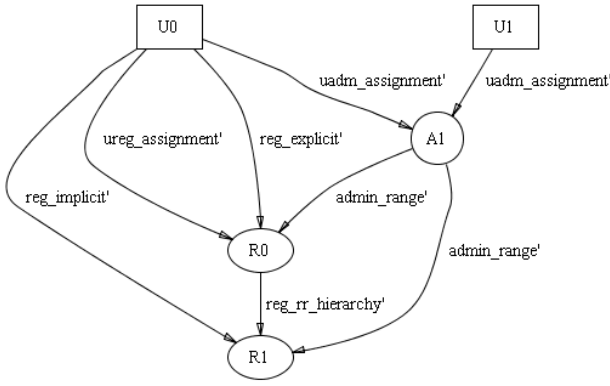 U0
U1
uadm_assignment'
uadm_assignment'
ureg_assignment'
reg_explicit'
A1
reg_implicit'
admin_range'
R0
admin_range'
reg_rr_hierarchy'
R1